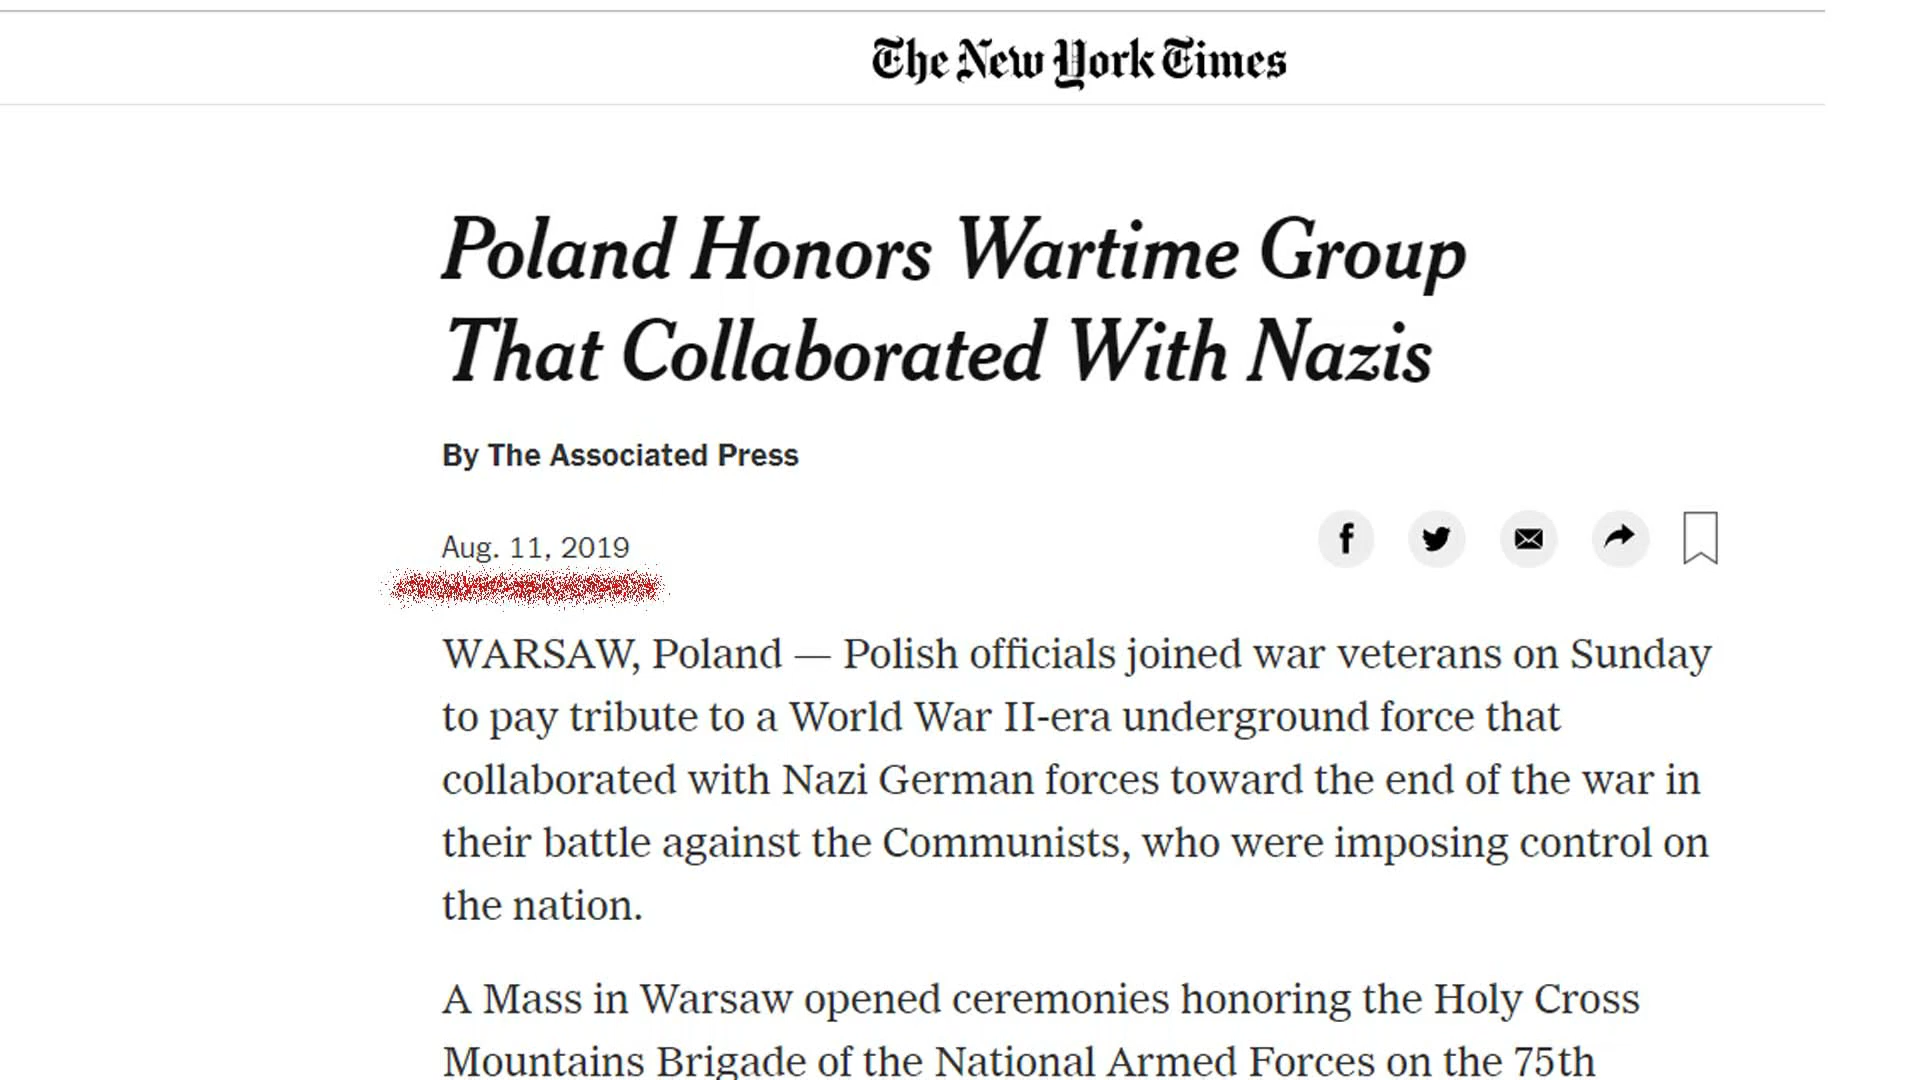 The New York Times
Poland Honors Wartime Group
That Collaborated With Nazis
By The Associated Press
Aug. 11, 2019
WARSAW, Poland — Polish officials joined war veterans on Sunday
to pay tribute to a World War II-era underground force that
collaborated with Nazi German forces toward the end of the war in
their battle against the Communists, who were imposing control on
the nation.
A Mass in Warsaw opened ceremonies honoring the Holy Cross
Mountains Brigade of the National Armed Forces on the 75th